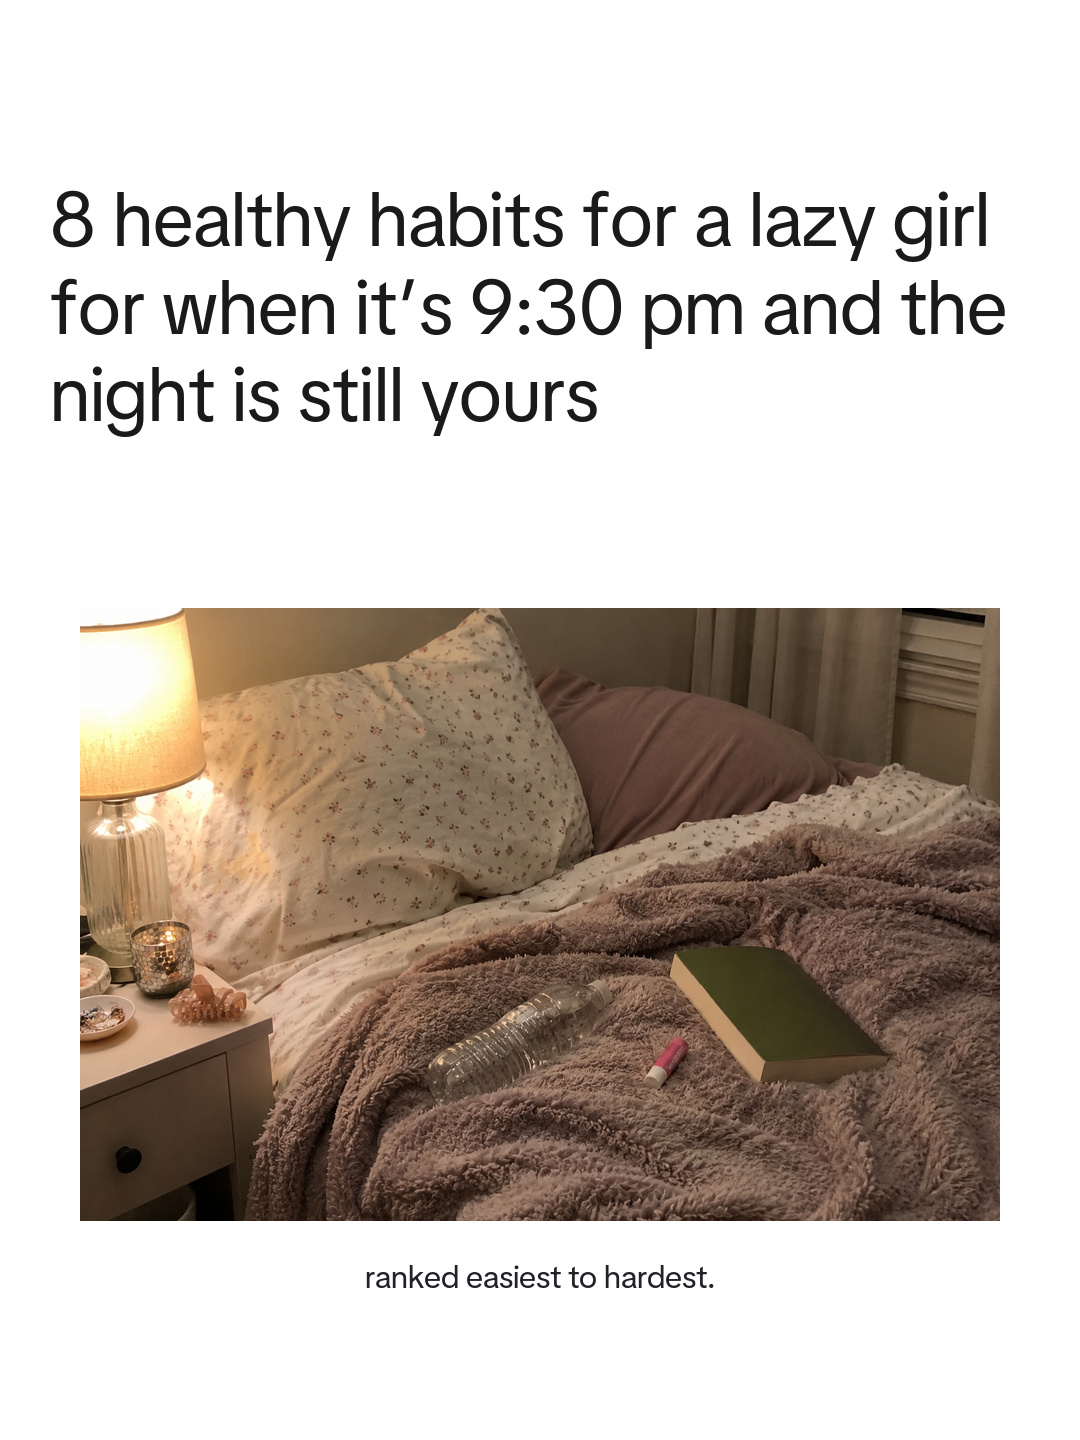 8 healthy habits for a lazy girl
for when it’s 9:30 pm and the
night is still yours
ranked easiest to hardest.